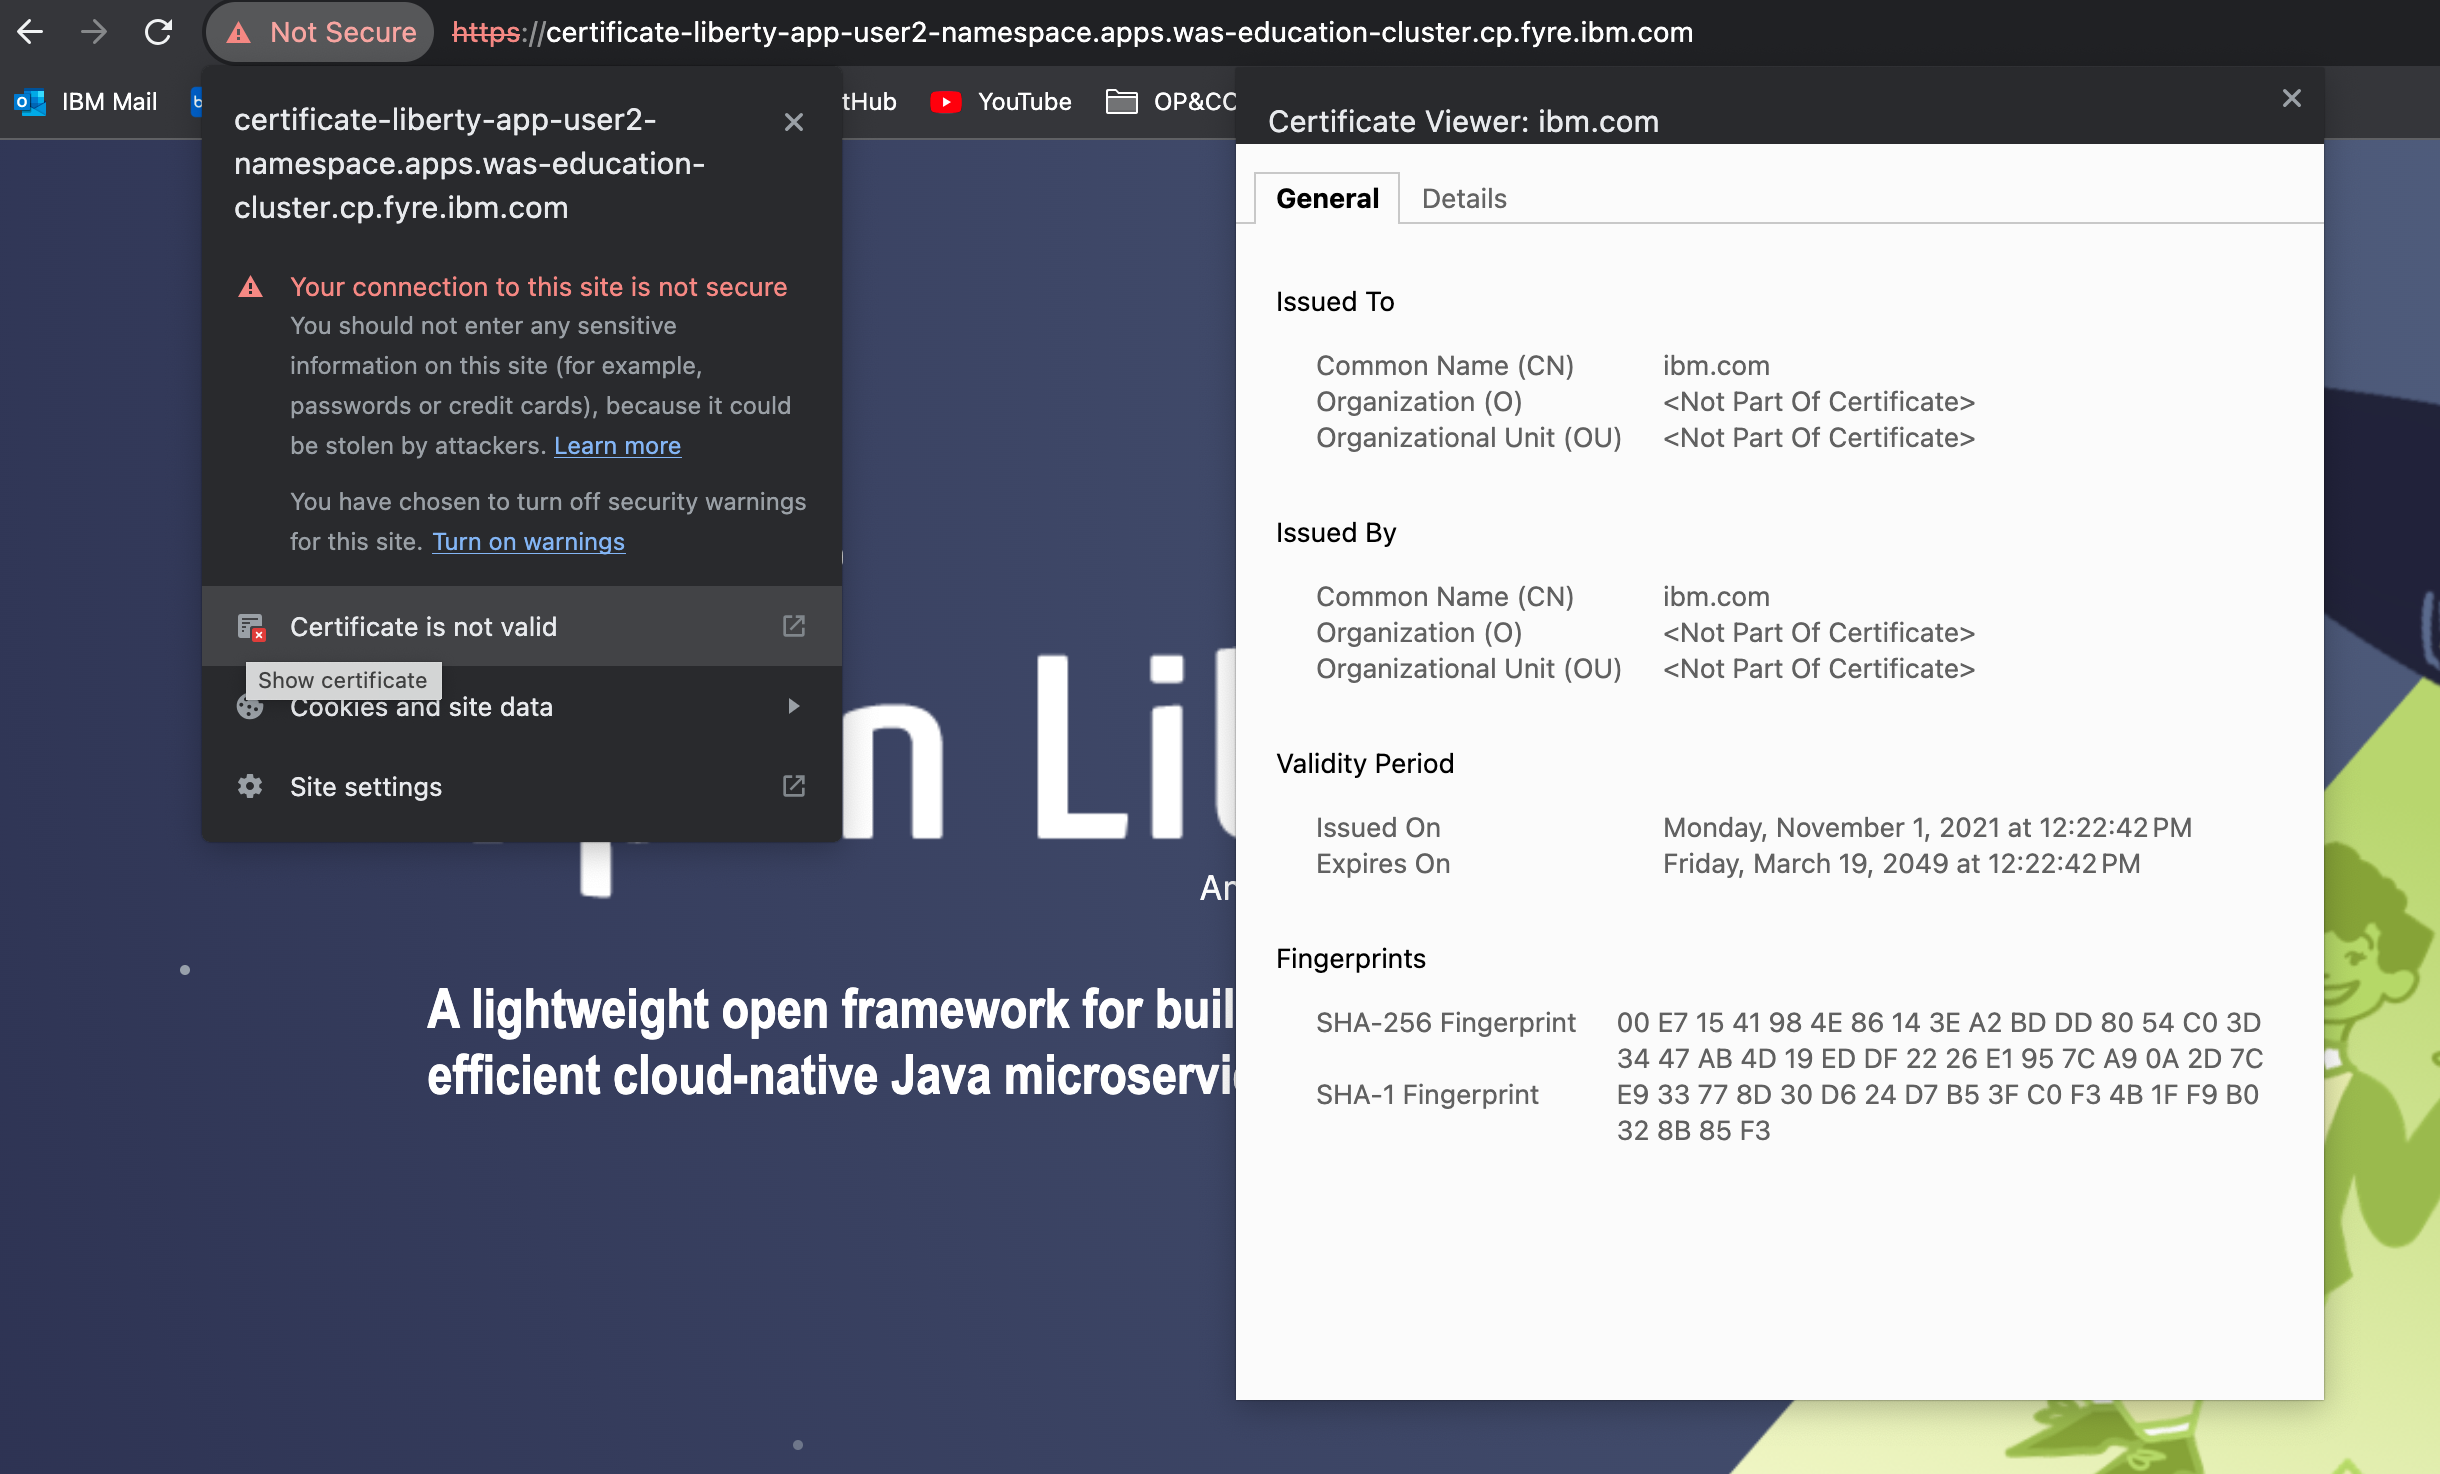 Not Secure https://certificate-liberty-app-user2-namespace.apps.was-education-cluster.cp.fyre.ibm.com
IBM Mail
tHub YouTube
certificate-liberty-app-user2-
namespace.apps.was-education-
cluster.cp.fyre.ibm.com
Your connection to this site is not secure
You should not enter any sensitive
information on this site (for example,
passwords or credit cards), because it could
be stolen by attackers. Learn more
You have chosen to turn off security warnings
for this site. Turn on warnings
Certificate is not valid
Show certificate
Cookies and site data
Site settings
A lightweight open framework for buil
efficient cloud-native Java microservi
Certificate Viewer: ibm.com
General Details
Issued To
Common Name (CN) ibm.com
Organization (O) <Not Part Of Certificate>
Organizational Unit (OU) <Not Part Of Certificate>
Issued By
Common Name (CN) ibm.com
Organization (O) <Not Part Of Certificate>
Organizational Unit (OU) <Not Part Of Certificate>
Validity Period
Issued On Monday, November 1, 2021 at 12:22:42 PM
Expires On Friday, March 19, 2049 at 12:22:42 PM
Fingerprints
SHA-256 Fingerprint 00 E7 15 41 98 4E 86 14 3E A2 BD DD 80 54 C0 3D
34 47 AB 4D 19 ED DF 22 26 E1 95 7C A9 0A 2D 7C
SHA-1 Fingerprint E9 33 77 8D 30 D6 24 D7 B5 3F C0 F3 4B 1F F9 B0
32 8B 85 F3